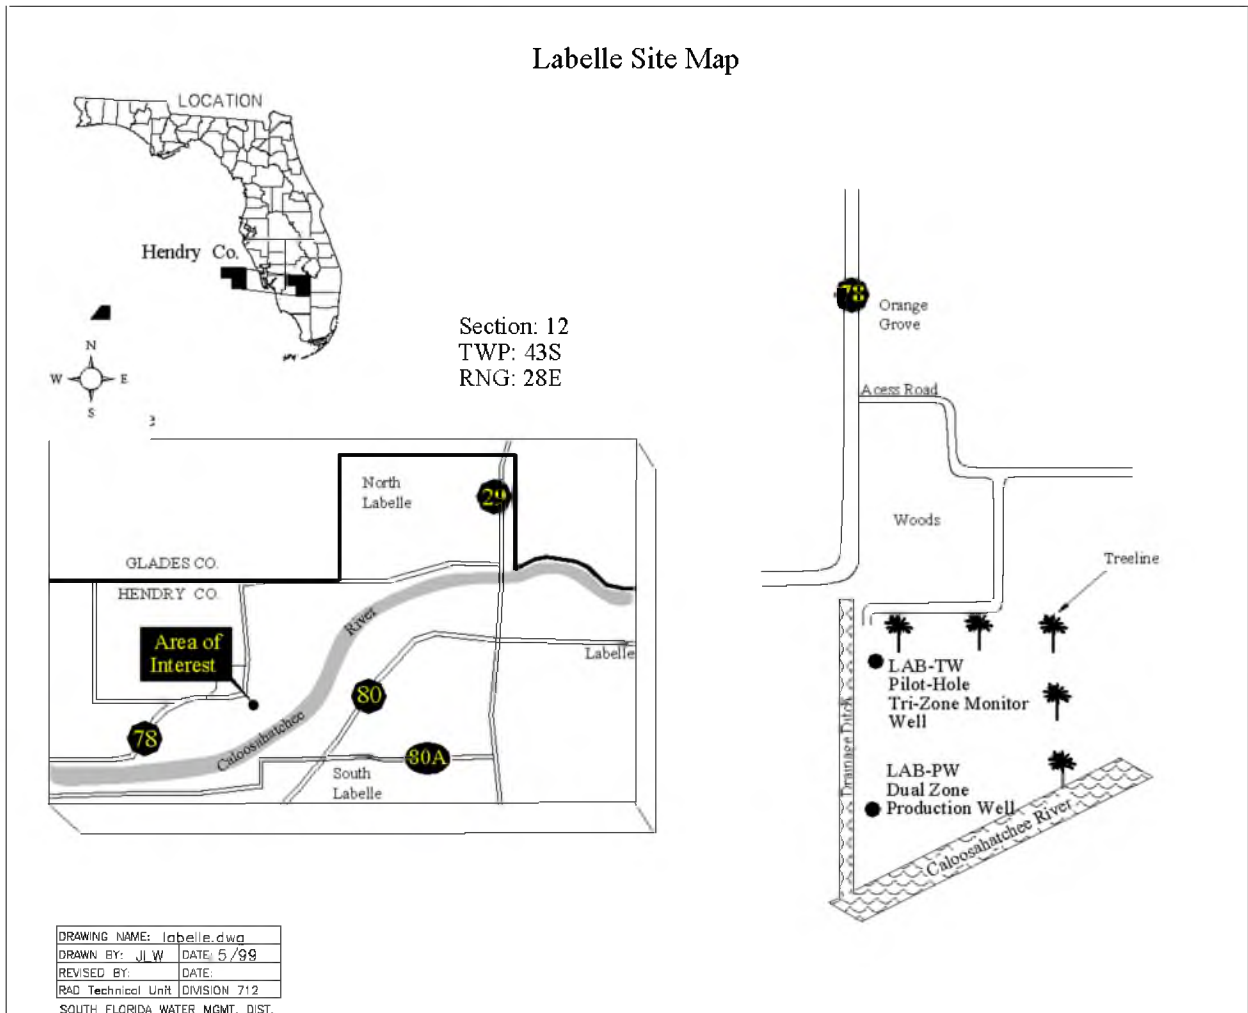 Labelle Site Map
LOCATION
Hendry Co.
N
W E
S
Section: 12
TWP: 43S
RNG: 28E
North
Labelle
29
GLADES CO.
HENDRY CO.
Area of
Interest
River
Labelle
80
78
Caloosahatchee
80A
South
Labelle
78
Orange
Grove
Acess Road
Woods
Treeline
LAB-TW
Pilot-Hole
Tri-Zone Monitor
Well
Drainage Ditch
LAB-PW
Dual Zone
Production Well
Caloosahatchee River
DRAWING NAME: labelle.dwg
DRAWN BY: JLW DATE: 5/99
REVISED BY: DATE:
RAD Technical Unit DIVISION 712
SOUTH FLORIDA WATER MGMT. DIST.